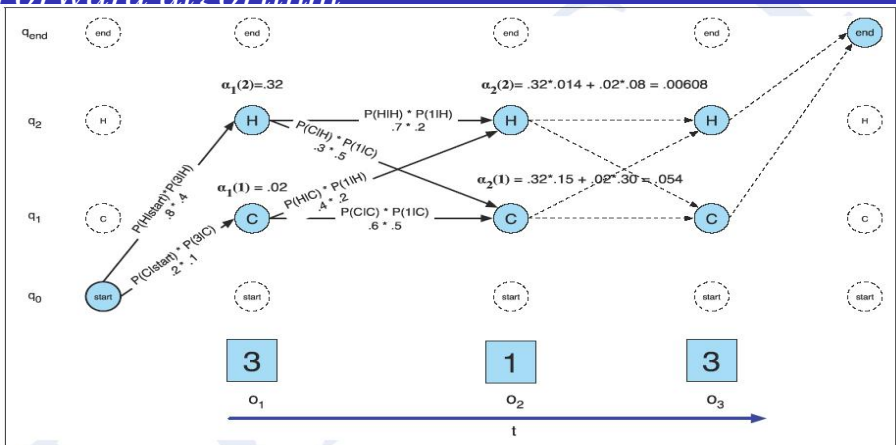 q_end end end end end end
α₁(2)=.32 α₂(2)= .32*.014 + .02*.08 = .00608
P(H|H) * P(1|H)
.7 * .2
q₂ H H H H H
P(C|H) * P(1|C)
.3 * .5
P(H|start)*P(3|H)
.8 * .4
α₁(1) = .02 α₂(1) = .32*.15 + .02*.30 = .054
P(H|C) * P(1|H)
.4 * .2
P(C|C) * P(1|C)
.6 * .5
q₁ C C C C C
P(C|start) * P(3|C)
.2 * .1
q₀ start start start start start
3 1 3
o₁ o₂ o₃
t